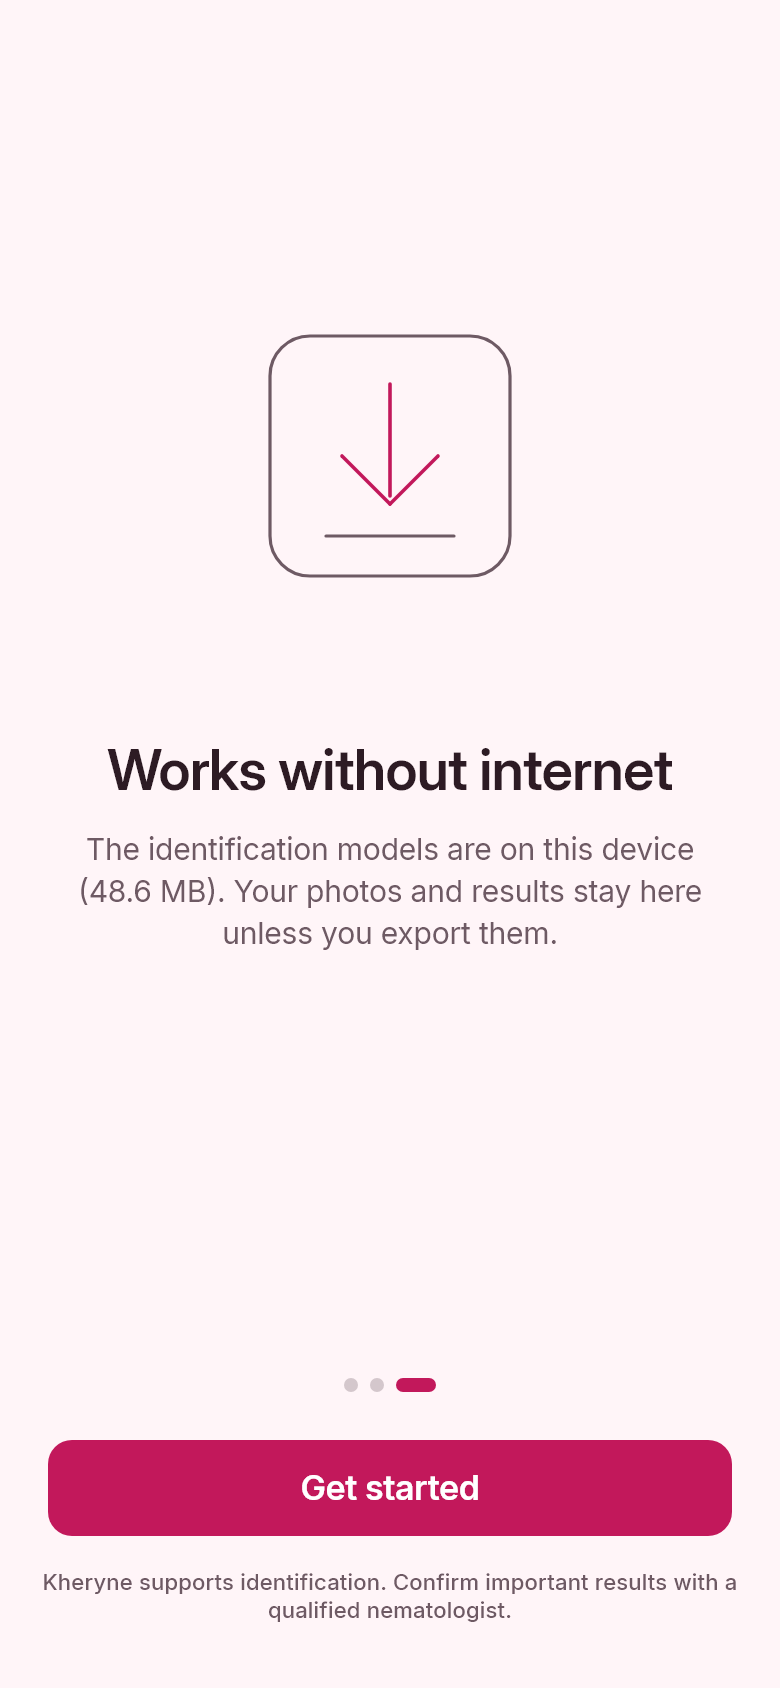 Works without internet
The identification models are on this device
(48.6 MB). Your photos and results stay here
unless you export them.
Get started
Kheryne supports identification. Confirm important results with a
qualified nematologist.